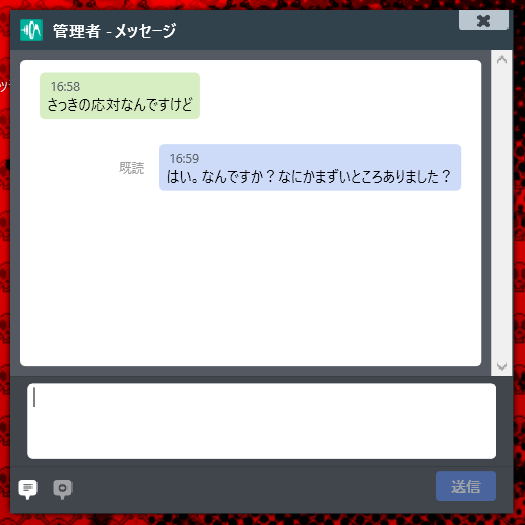 管理者 - メッセージ
16:58
さっきの応対なんですけど
16:59
既読
はい。なんですか？なにかまずいところありました？
送信